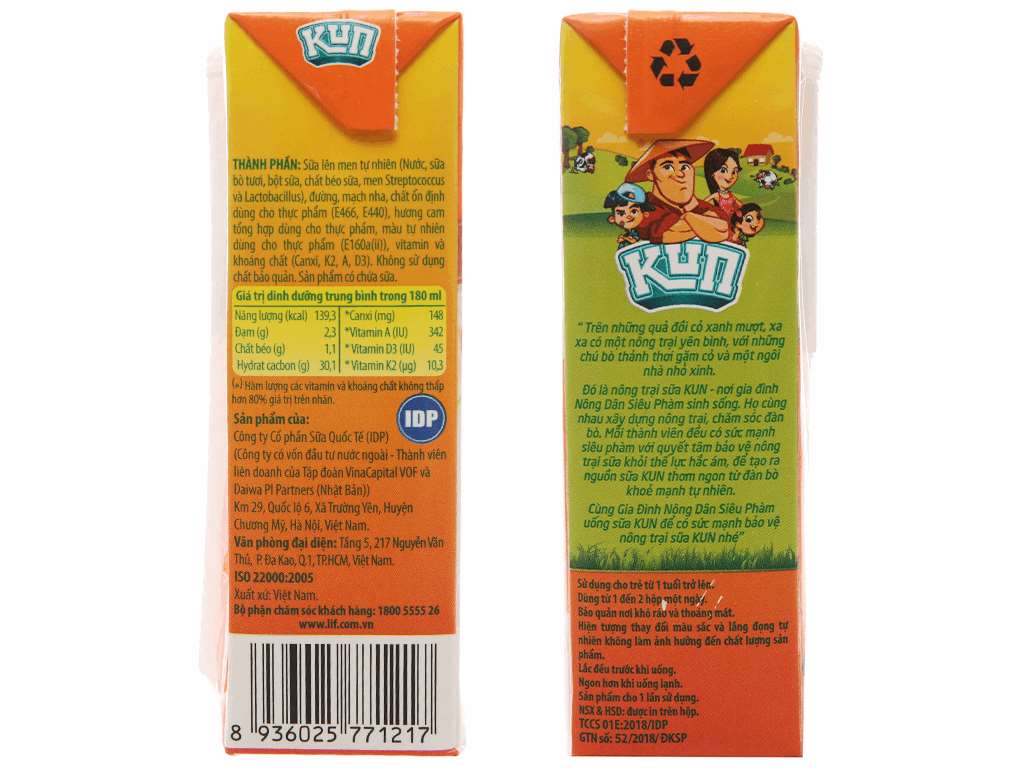 KUN
THÀNH PHẦN: Sữa lên men tự nhiên (Nước, sữa
bò tươi, bột sữa, chất béo sữa, men Streptococcus
và Lactobacillus), đường, mạch nha, chất ổn định
dùng cho thực phẩm (E466, E440), hương cam
tổng hợp dùng cho thực phẩm, màu tự nhiên
dùng cho thực phẩm (E160a(ii)), vitamin và
khoáng chất (Canxi, K2, A, D3). Không sử dụng
chất bảo quản. Sản phẩm có chứa sữa.
Giá trị dinh dưỡng trung bình trong 180 ml
Năng lượng (kcal) 139,3 *Canxi (mg) 148
Đạm (g) 2,3 *Vitamin A (IU) 342
Chất béo (g) 1,1 *Vitamin D3 (IU) 45
Hydrat cacbon (g) 30,1 *Vitamin K2 (µg) 10,3
(*) Hàm lượng các vitamin và khoáng chất không thấp
hơn 80% giá trị trên nhãn.
Sản phẩm của:
IDP
Công ty Cổ phần Sữa Quốc Tế (IDP)
(Công ty có vốn đầu tư nước ngoài - Thành viên
liên doanh của Tập đoàn VinaCapital VOF và
Daiwa PI Partners (Nhật Bản))
Km 29, Quốc lộ 6, Xã Trường Yên, Huyện
Chương Mỹ, Hà Nội, Việt Nam.
Văn phòng đại diện: Tầng 5, 217 Nguyễn Văn
Thủ, P. Đa Kao, Q.1, TP.HCM, Việt Nam.
ISO 22000:2005
Xuất xứ: Việt Nam.
Bộ phận chăm sóc khách hàng: 1800 5555 26
www.lif.com.vn
8 936025 771217
KUN
“ Trên những quả đồi cỏ xanh mượt, xa
xa có một nông trại yên bình, với những
chú bò thảnh thơi gặm cỏ và một ngôi
nhà nhỏ xinh.
Đó là nông trại sữa KUN - nơi gia đình
Nông Dân Siêu Phàm sinh sống. Họ cùng
nhau xây dựng nông trại, chăm sóc đàn
bò. Mỗi thành viên đều có sức mạnh
siêu phàm với quyết tâm bảo vệ nông
trại sữa khỏi thế lực hắc ám, để tạo ra
nguồn sữa KUN thơm ngon từ đàn bò
khoẻ mạnh tự nhiên.
Cùng Gia Đình Nông Dân Siêu Phàm
uống sữa KUN để có sức mạnh bảo vệ
nông trại sữa KUN nhé”
Sử dụng cho trẻ từ 1 tuổi trở lên.
Dùng từ 1 đến 2 hộp một ngày.
Bảo quản nơi khô ráo và thoáng mát.
Hiện tượng thay đổi màu sắc và lắng đọng tự
nhiên không làm ảnh hưởng đến chất lượng sản
phẩm.
Lắc đều trước khi uống.
Ngon hơn khi uống lạnh.
Sản phẩm cho 1 lần sử dụng.
NSX & HSD: được in trên hộp.
TCCS 01E:2018/IDP
GTN số: 52/2018/ĐKSP